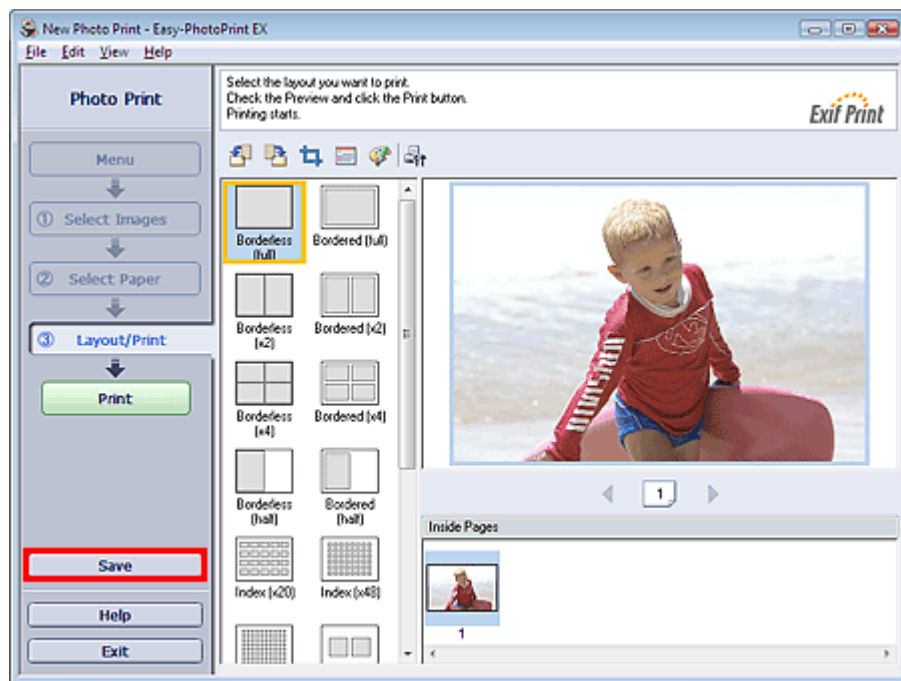 New Photo Print - Easy-PhotoPrint EX
File Edit View Help
Photo Print
Select the layout you want to print.
Check the Preview and click the Print button.
Printing starts.
Exif Print
Menu
① Select Images
② Select Paper
③ Layout/Print
Print
Save
Help
Exit
Borderless
(full)
Bordered (full)
Borderless
(x2)
Bordered (x2)
Borderless
(x4)
Bordered (x4)
Borderless
(half)
Bordered
(half)
Index (x20)
Index (x48)
1
Inside Pages
1